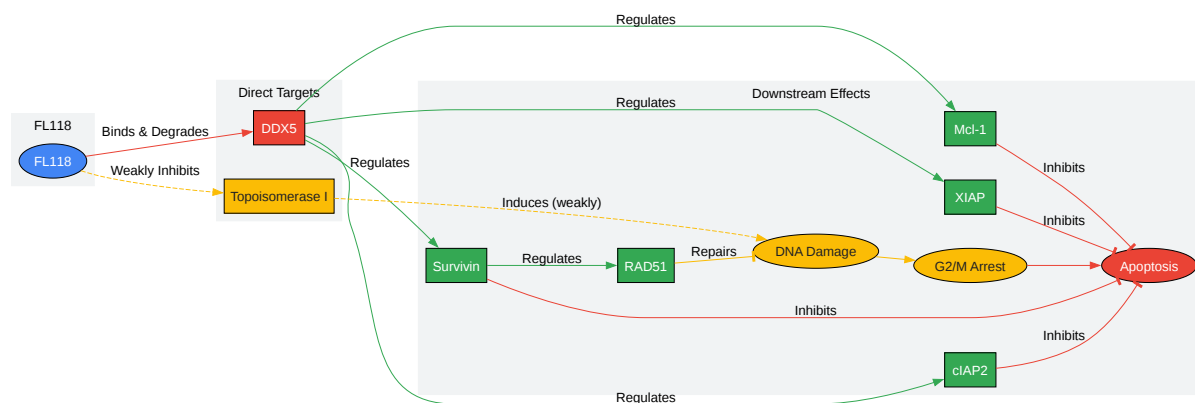 Regulates
Direct Targets
Downstream Effects
FL118
Binds & Degrades
DDX5
Regulates
Mcl-1
FL118
Weakly Inhibits
Regulates
Inhibits
Topoisomerase I
Induces (weakly)
XIAP
Inhibits
Survivin
Regulates
RAD51
Repairs
DNA Damage
G2/M Arrest
Apoptosis
Inhibits
Inhibits
cIAP2
Regulates